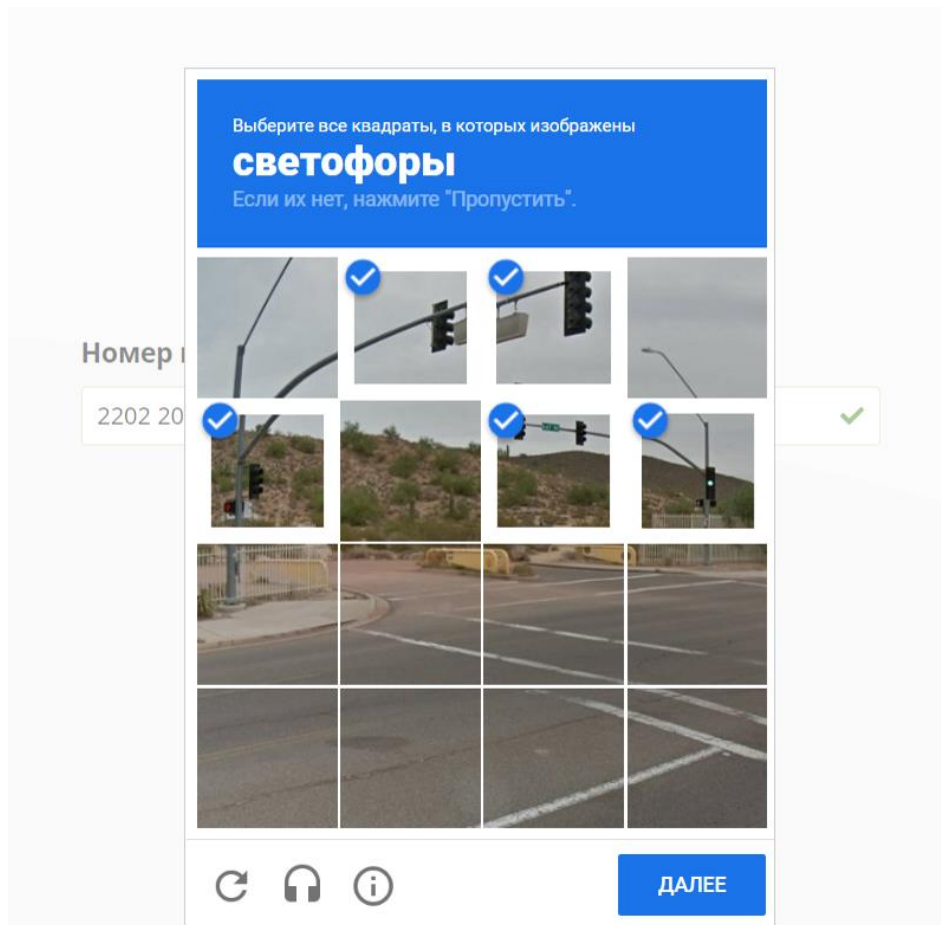 Выберите все квадраты, в которых изображены
светофоры
Если их нет, нажмите "Пропустить".
Номер
2202 20
ДАЛЕЕ